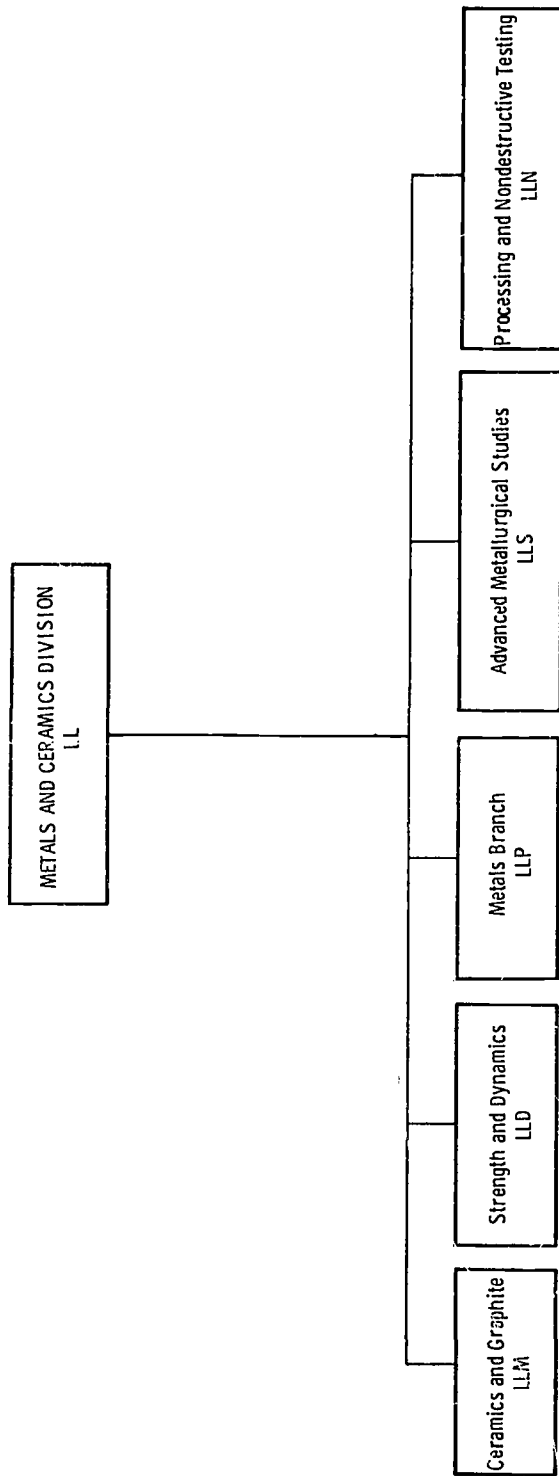 METALS AND CERAMICS DIVISION
LL
Ceramics and Graphite
LLM
Strength and Dynamics
LLD
Metals Branch
LLP
Advanced Metallurgical Studies
LLS
Processing and Nondestructive Testing
LLN